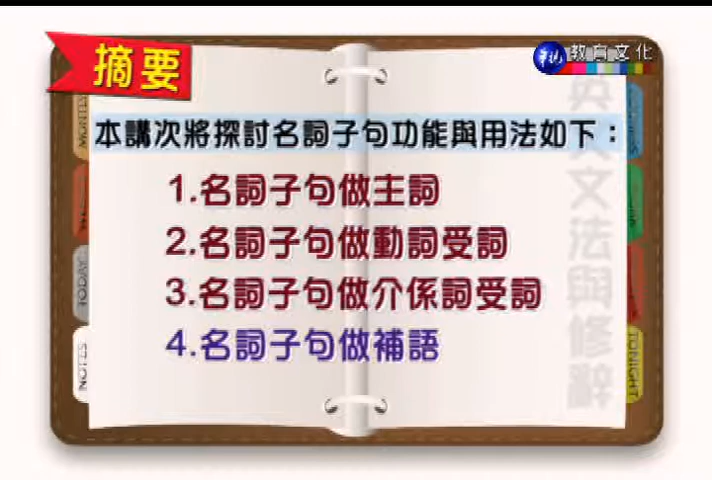 摘要
華視 教育文化
本講次將探討名詞子句功能與用法如下：
1.名詞子句做主詞
2.名詞子句做動詞受詞
3.名詞子句做介係詞受詞
4.名詞子句做補語
英文法與修辭
TONIGHT